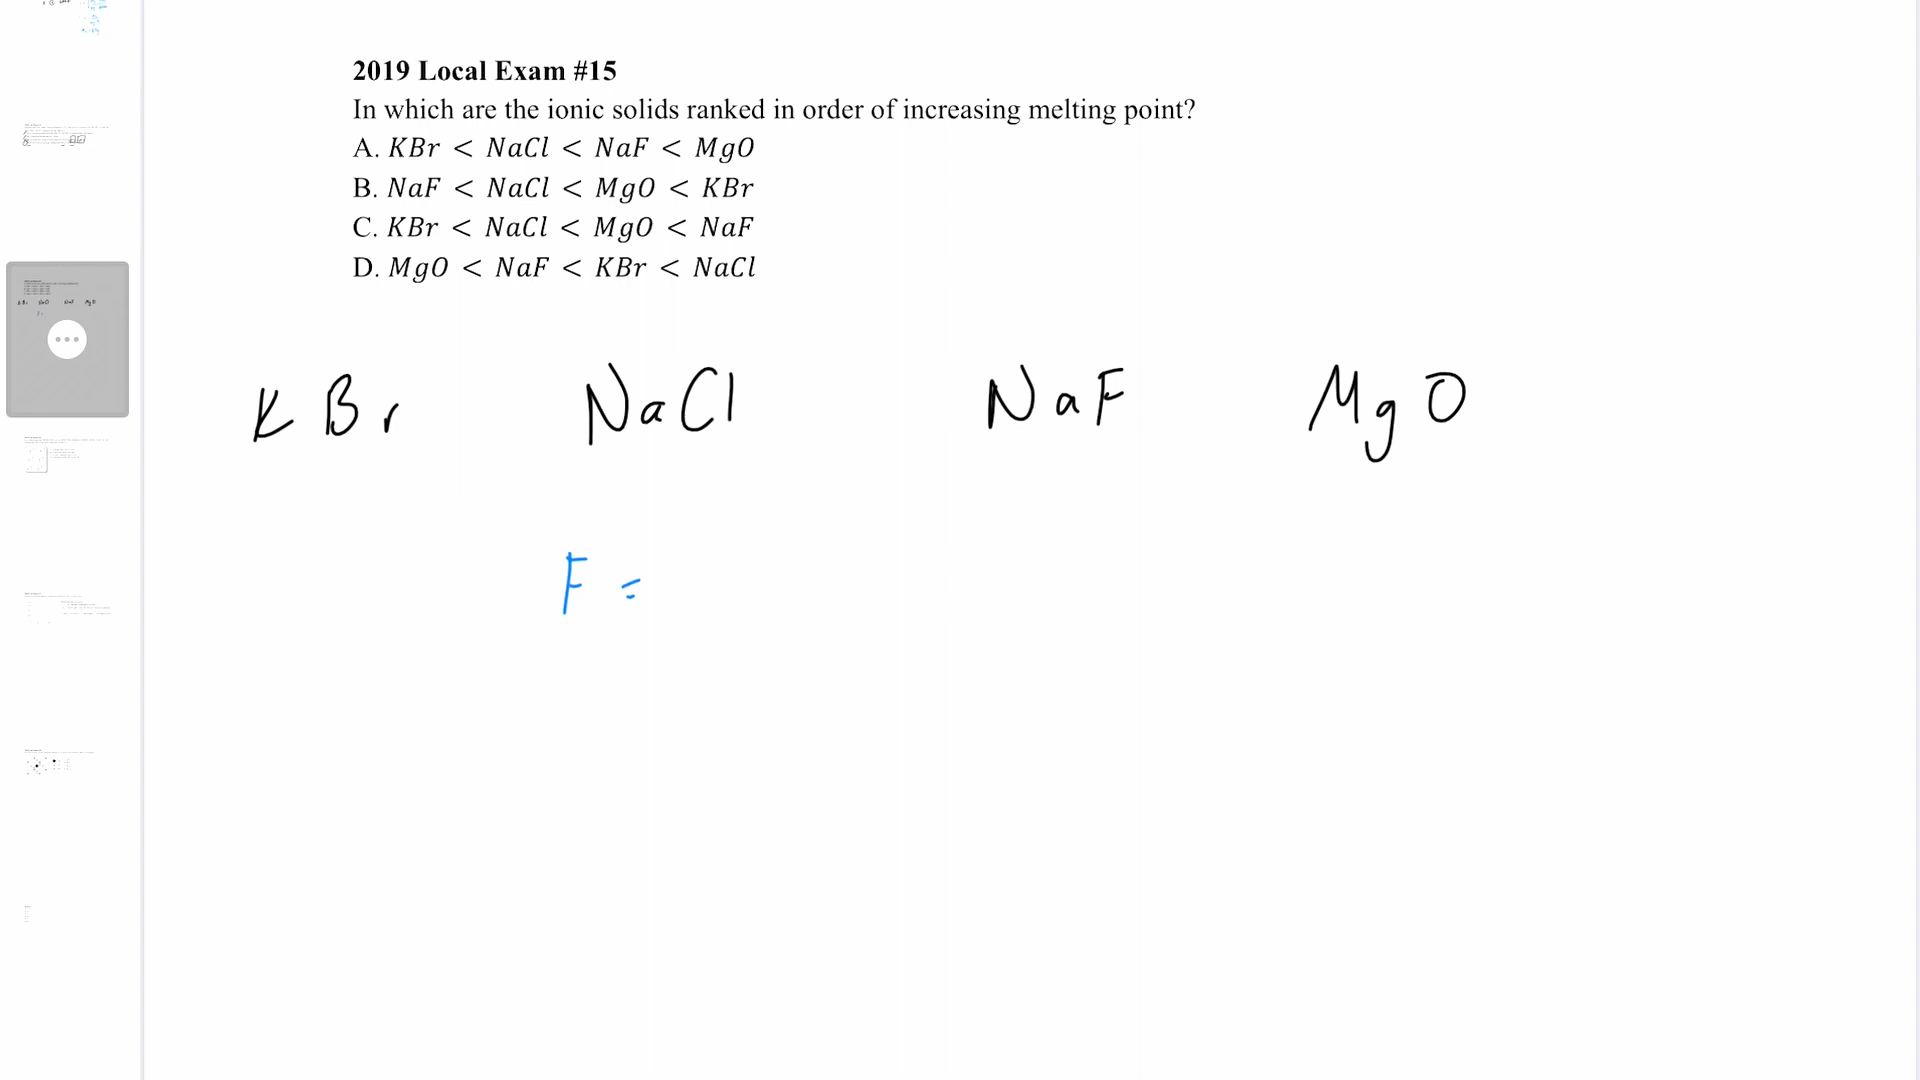 2019 Local Exam #15
In which are the ionic solids ranked in order of increasing melting point?
A. KBr < NaCl < NaF < MgO
B. NaF < NaCl < MgO < KBr
C. KBr < NaCl < MgO < NaF
D. MgO < NaF < KBr < NaCl
KBr NaCl NaF MgO
F =